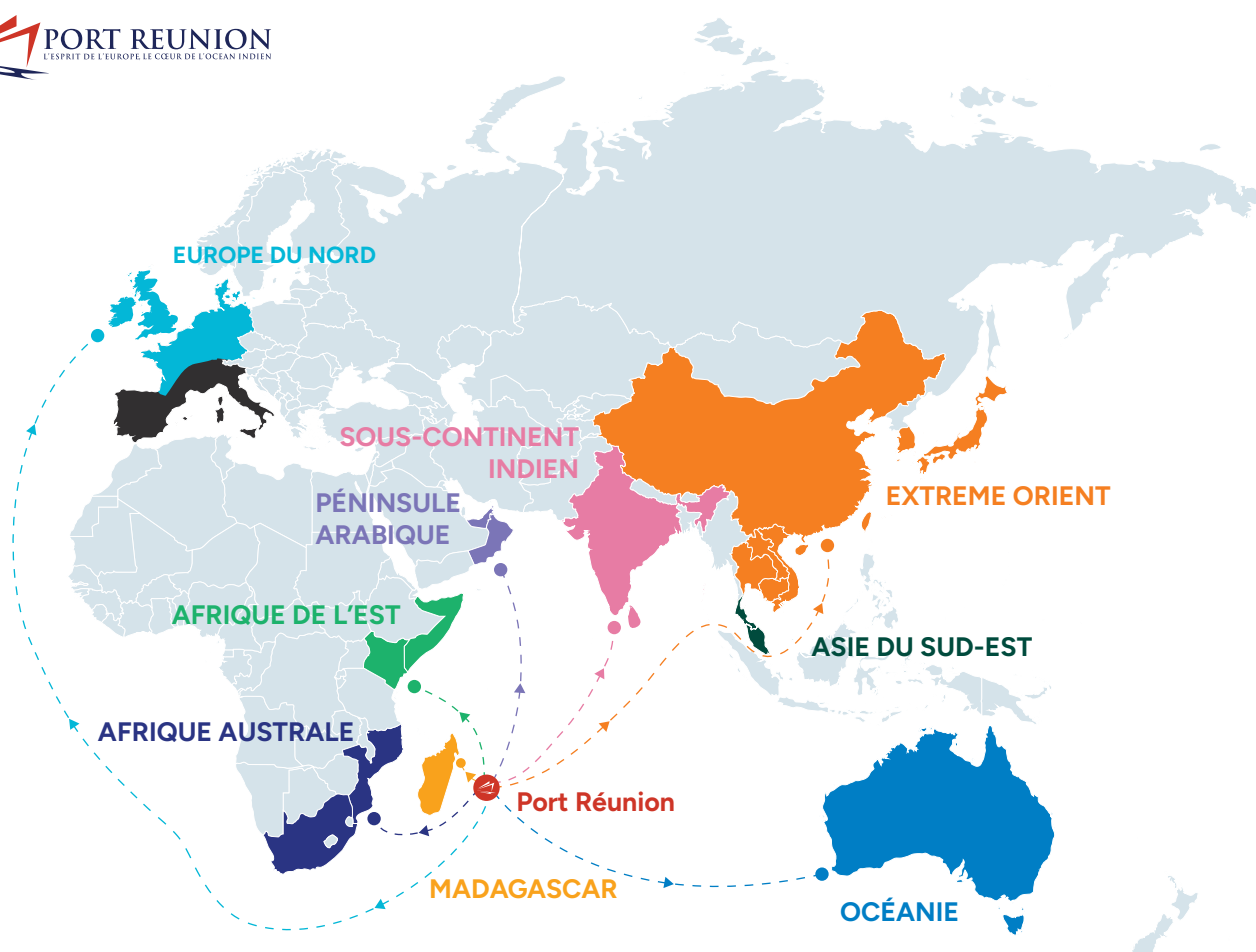 PORT REUNION
L'ESPRIT DE L'EUROPE, LE CŒUR DE L'OCEAN INDIEN
EUROPE DU NORD
SOUS-CONTINENT
INDIEN
PÉNINSULE
ARABIQUE
EXTREME ORIENT
AFRIQUE DE L'EST
ASIE DU SUD-EST
AFRIQUE AUSTRALE
Port Réunion
MADAGASCAR
OCÉANIE